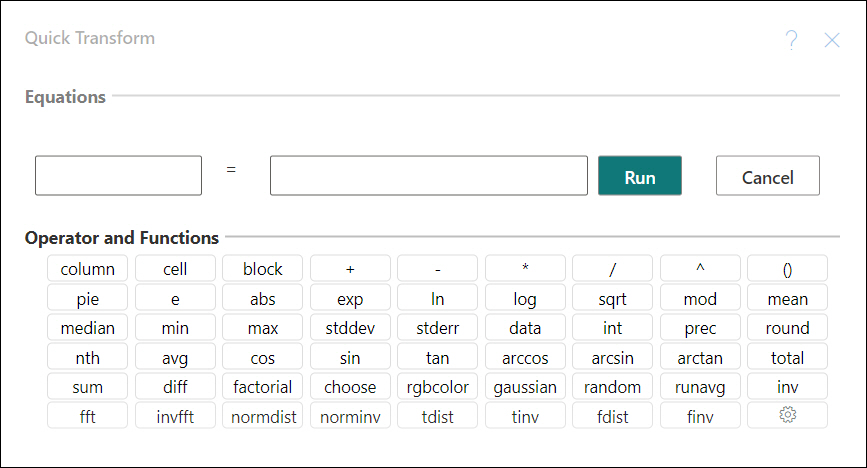 Quick Transform ?
Equations
= Run Cancel
Operator and Functions
column cell block + - * / ^ ()
pie e abs exp ln log sqrt mod mean
median min max stddev stderr data int prec round
nth avg cos sin tan arccos arcsin arctan total
sum diff factorial choose rgbcolor gaussian random runavg inv
fft invfft normdist norminv tdist tinv fdist finv